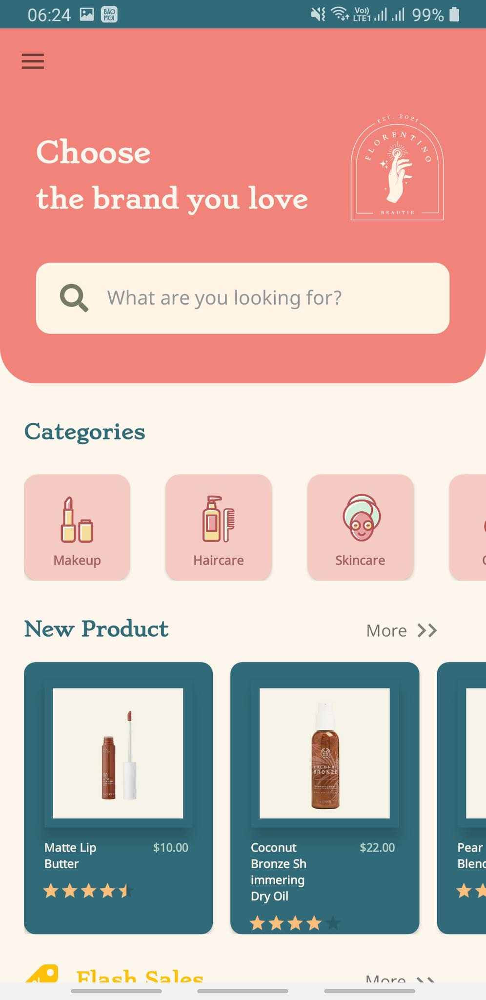 06:24
BÁO
MỚI
Vo))
LTE1
99%
EST. 2021
FLORENTINO
BEAUTIE
Choose
the brand you love
What are you looking for?
Categories
Makeup
Haircare
Skincare
New Product
More
COCONUT
BRONZE
Matte Lip
Butter
$10.00
Coconut
Bronze Sh
immering
Dry Oil
$22.00
Pear
Blend
Flash Sales
More